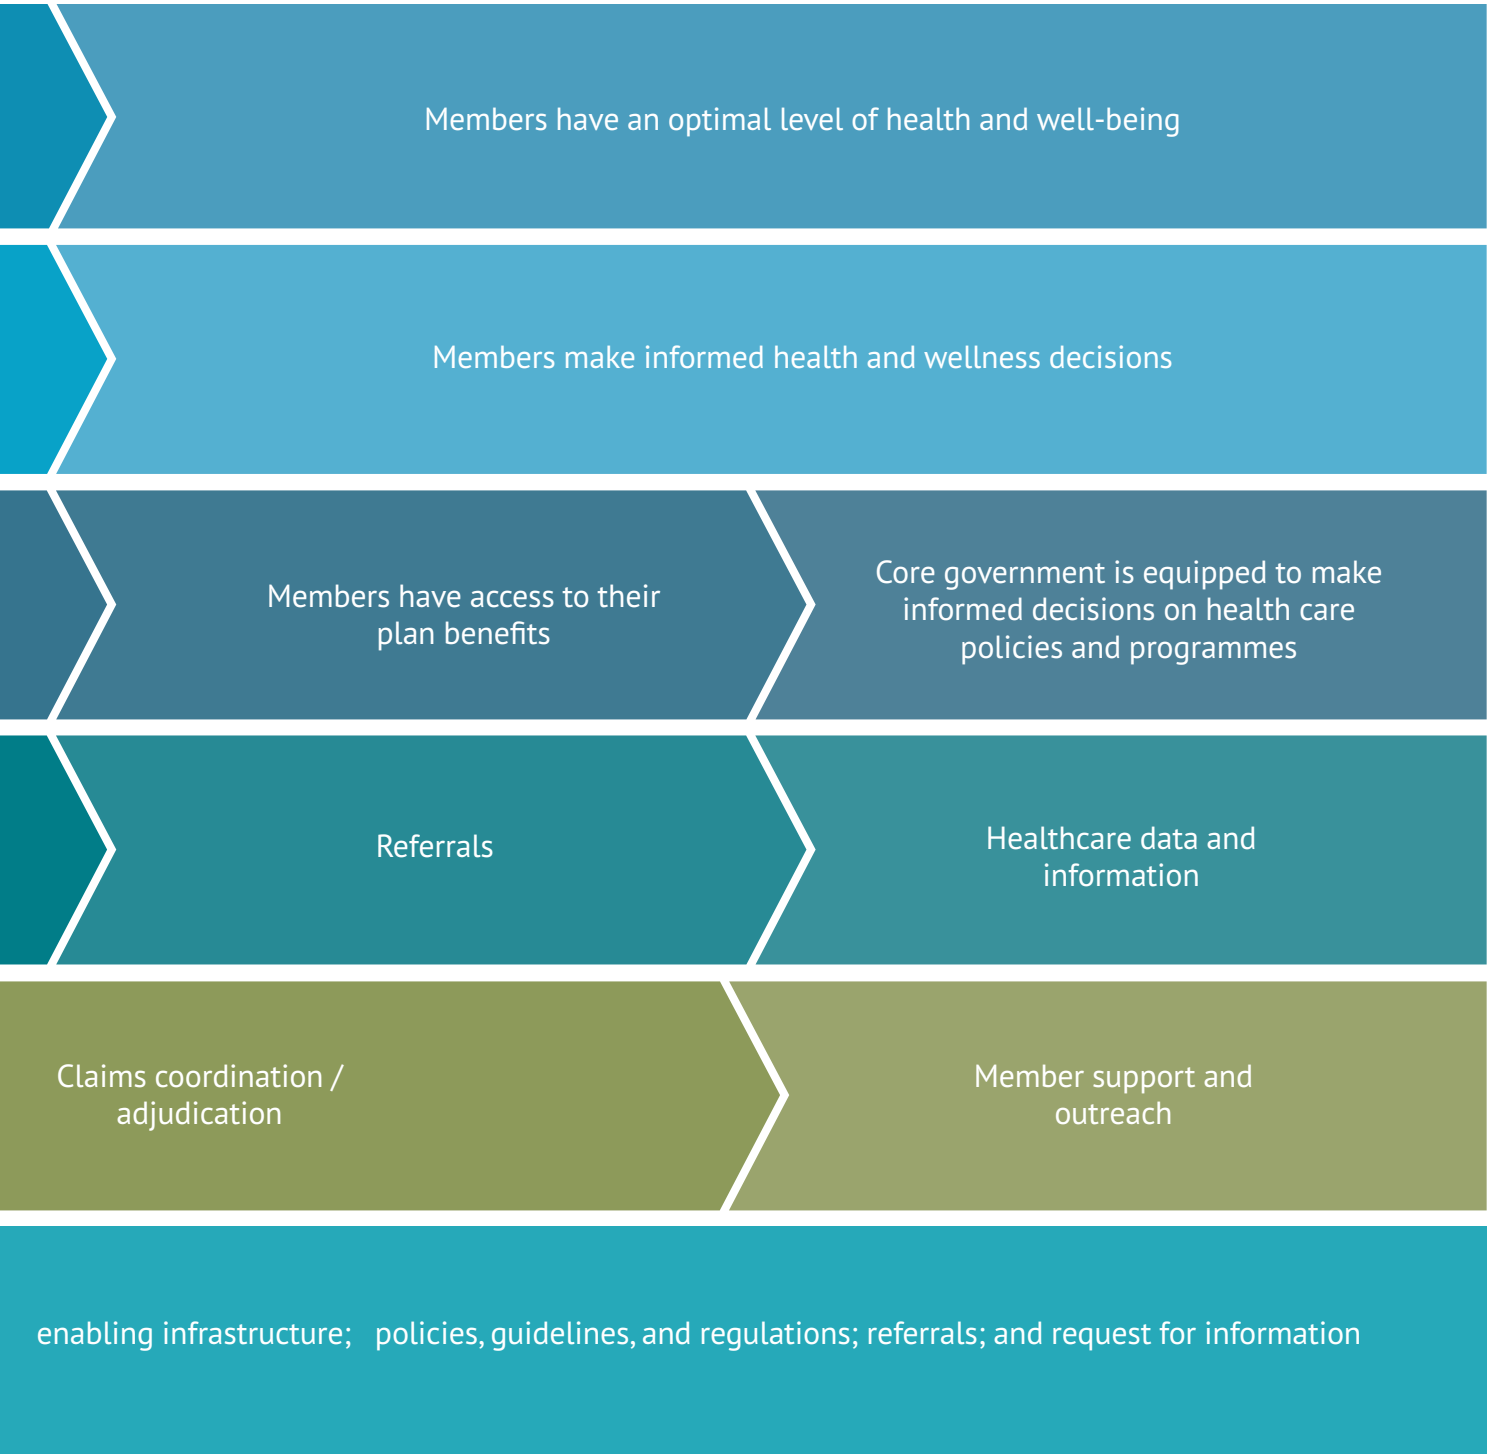 Members have an optimal level of health and well-being
Members make informed health and wellness decisions
Members have access to their
plan benefits
Core government is equipped to make
informed decisions on health care
policies and programmes
Referrals
Healthcare data and
information
Claims coordination /
adjudication
Member support and
outreach
enabling infrastructure; policies, guidelines, and regulations; referrals; and request for information